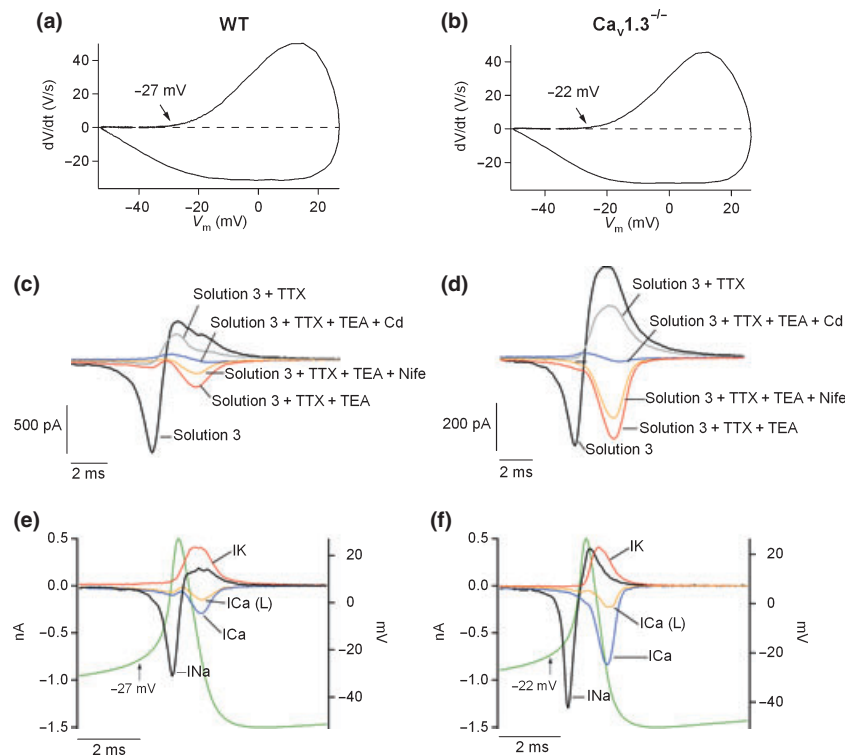 (a)
WT
dV/dt (V/s)
40
20
0
−20
−27 mV
−40
−20
0
20
Vm (mV)
(b)
Cav1.3−/−
dV/dt (V/s)
40
20
0
−20
−22 mV
−40
−20
0
20
Vm (mV)
(c)
Solution 3 + TTX
Solution 3 + TTX + TEA + Cd
Solution 3 + TTX + TEA + Nife
Solution 3 + TTX + TEA
Solution 3
500 pA
2 ms
(d)
Solution 3 + TTX
Solution 3 + TTX + TEA + Cd
Solution 3 + TTX + TEA + Nife
Solution 3 + TTX + TEA
Solution 3
200 pA
2 ms
(e)
nA
0.5
0.0
−0.5
−1.0
−1.5
IK
ICa (L)
ICa
INa
−27 mV
20
0
−20
−40
mV
2 ms
(f)
nA
0.5
0.0
−0.5
−1.0
−1.5
IK
ICa (L)
ICa
INa
−22 mV
20
0
−20
−40
mV
2 ms